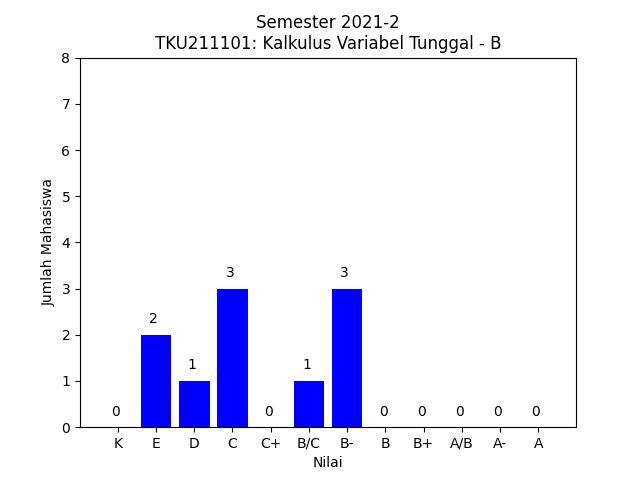 Semester 2021-2
TKU211101: Kalkulus Variabel Tunggal - B
8
7
6
5
4
3
2
1
0
Jumlah Mahasiswa
0 2 1 3 0 1 3 0 0 0 0 0
K E D C C+ B/C B- B B+ A/B A- A
Nilai